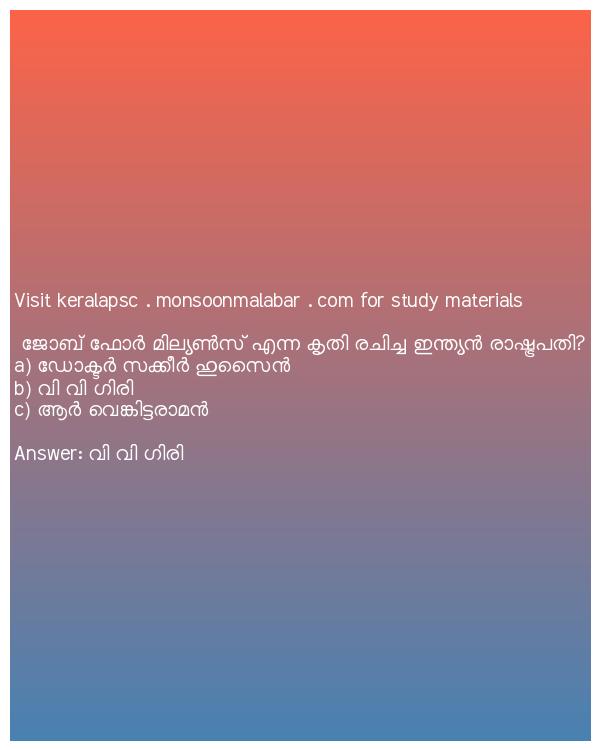 Visit keralapsc . monsoonmalabar . com for study materials
ജോബ് ഫോർ മില്യൺസ് എന്ന കൃതി രചിച്ച ഇന്ത്യൻ രാഷ്ട്രപതി?
a) ഡോക്ടർ സക്കീർ ഹുസൈൻ
b) വി വി ഗിരി
c) ആർ വെങ്കിട്ടരാമൻ
Answer: വി വി ഗിരി